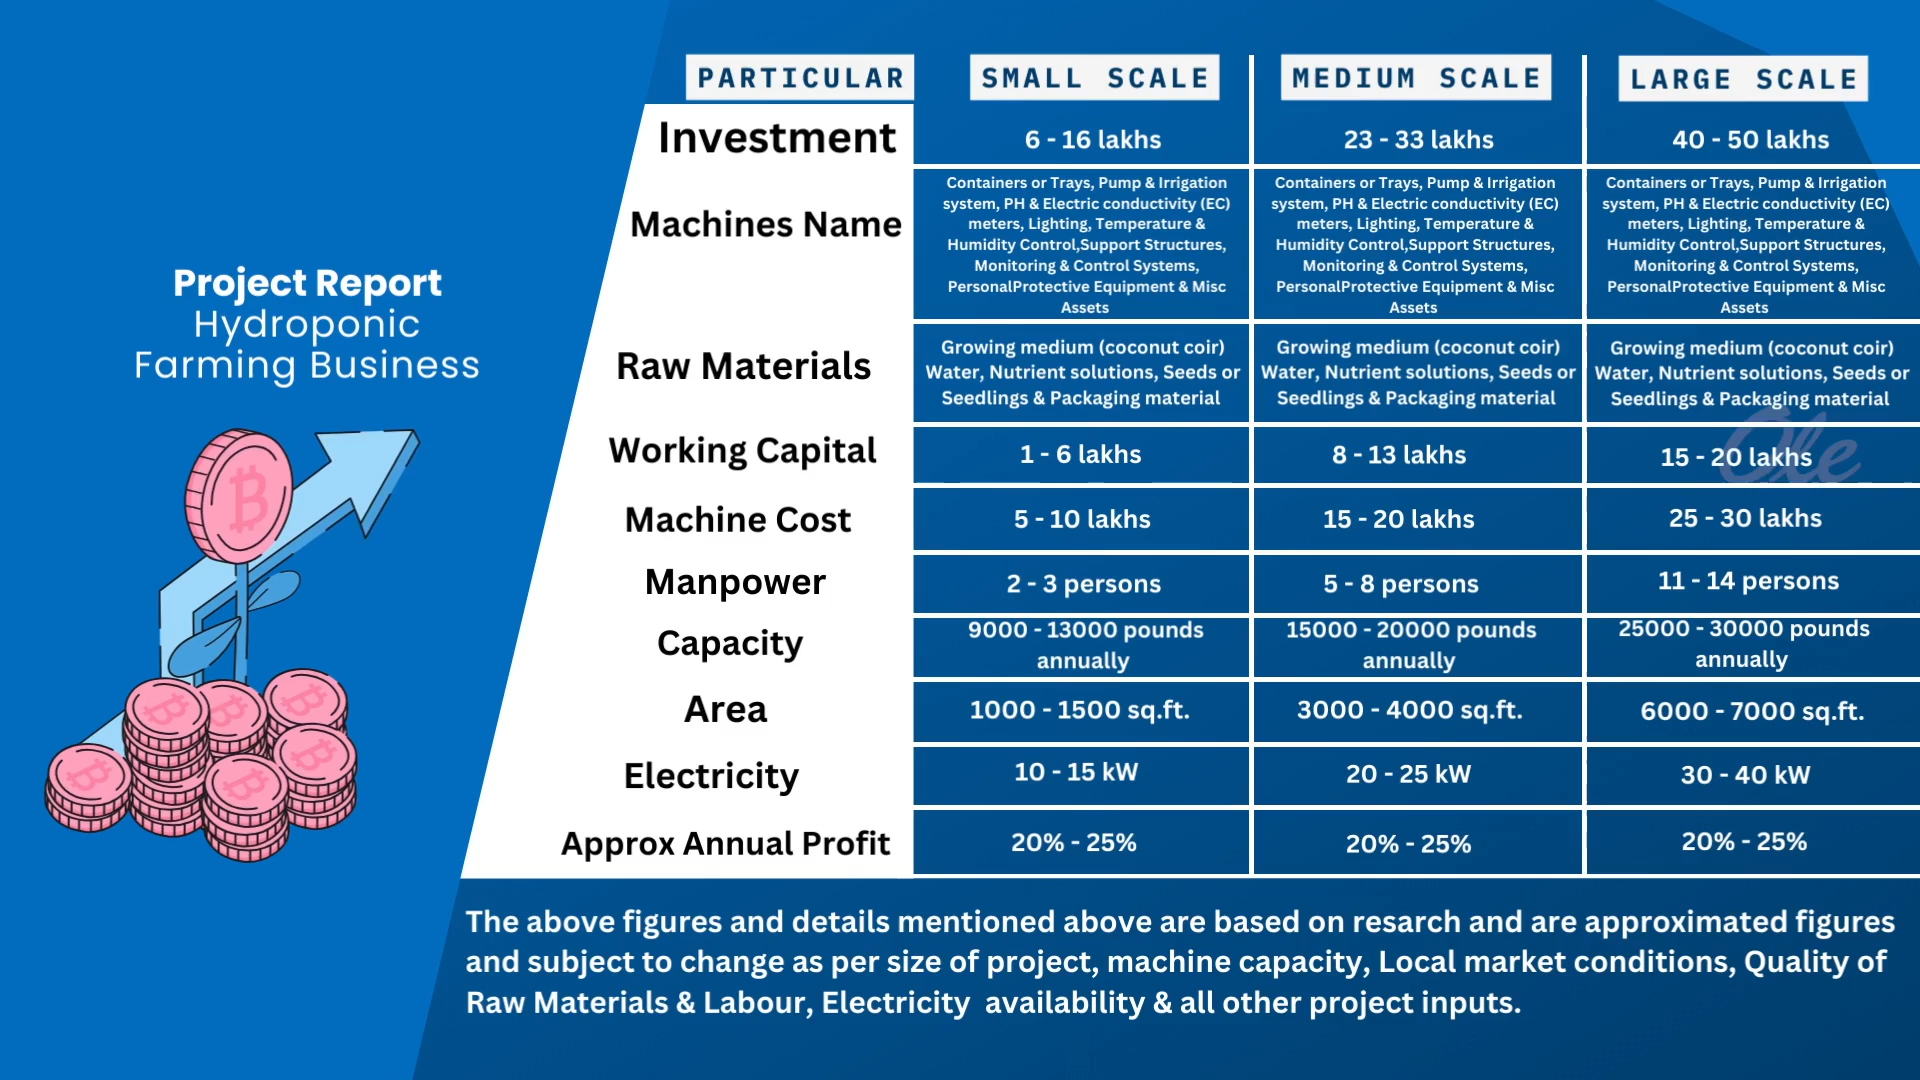 PARTICULAR SMALL SCALE MEDIUM SCALE LARGE SCALE
Investment 6 - 16 lakhs 23 - 33 lakhs 40 - 50 lakhs
Machines Name
Containers or Trays, Pump & Irrigation
system, PH & Electric conductivity (EC)
meters, Lighting, Temperature &
Humidity Control,Support Structures,
Monitoring & Control Systems,
PersonalProtective Equipment & Misc
Assets
Containers or Trays, Pump & Irrigation
system, PH & Electric conductivity (EC)
meters, Lighting, Temperature &
Humidity Control,Support Structures,
Monitoring & Control Systems,
PersonalProtective Equipment & Misc
Assets
Containers or Trays, Pump & Irrigation
system, PH & Electric conductivity (EC)
meters, Lighting, Temperature &
Humidity Control,Support Structures,
Monitoring & Control Systems,
PersonalProtective Equipment & Misc
Assets
Project Report
Hydroponic
Farming Business
Raw Materials
Growing medium (coconut coir)
Water, Nutrient solutions, Seeds or
Seedlings & Packaging material
Growing medium (coconut coir)
Water, Nutrient solutions, Seeds or
Seedlings & Packaging material
Growing medium (coconut coir)
Water, Nutrient solutions, Seeds or
Seedlings & Packaging material
Working Capital 1 - 6 lakhs 8 - 13 lakhs 15 - 20 lakhs
Ole
Machine Cost 5 - 10 lakhs 15 - 20 lakhs 25 - 30 lakhs
Manpower 2 - 3 persons 5 - 8 persons 11 - 14 persons
Capacity
9000 - 13000 pounds
annually
15000 - 20000 pounds
annually
25000 - 30000 pounds
annually
Area 1000 - 1500 sq.ft. 3000 - 4000 sq.ft. 6000 - 7000 sq.ft.
Electricity 10 - 15 kW 20 - 25 kW 30 - 40 kW
Approx Annual Profit 20% - 25% 20% - 25% 20% - 25%
The above figures and details mentioned above are based on resarch and are approximated figures
and subject to change as per size of project, machine capacity, Local market conditions, Quality of
Raw Materials & Labour, Electricity availability & all other project inputs.